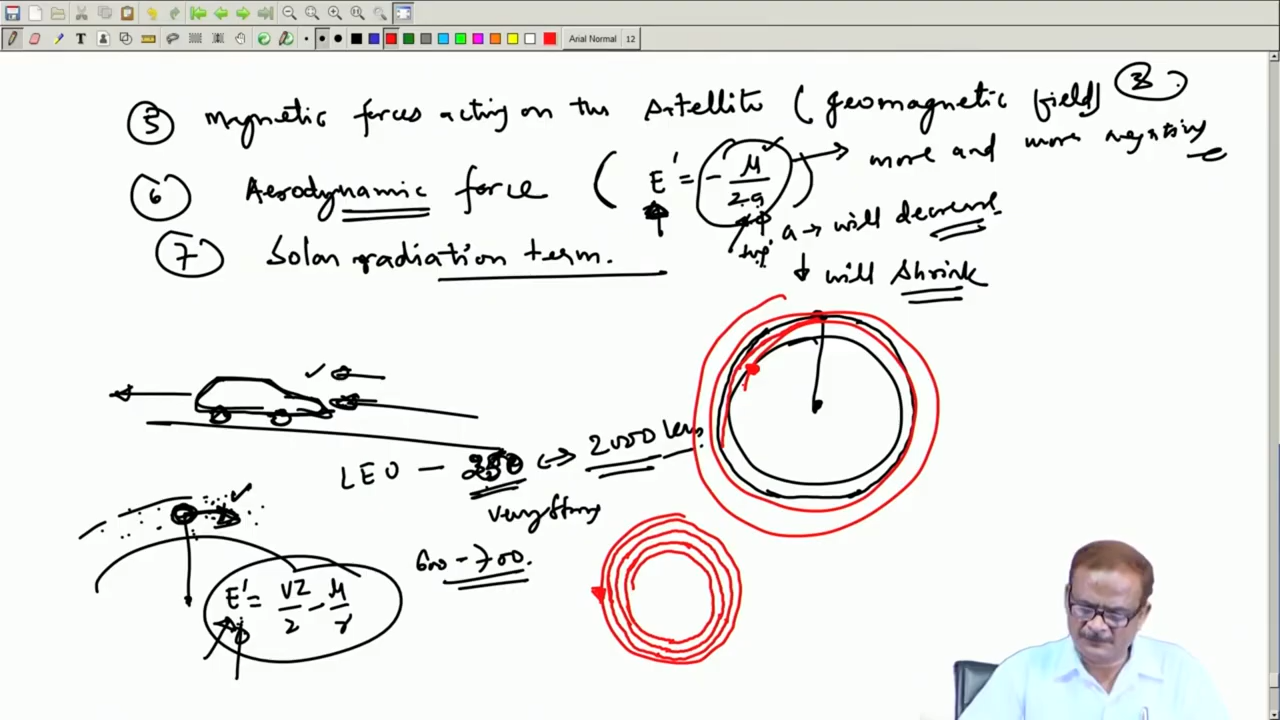 Arial Normal 12
5 Magnetic forces acting on the satellite (geomagnetic field) 3
6 Aerodynamic force ( E' = - μ/2a ) → more and more negative
a → will decrease
7 Solar radiation term.
↓ will shrink
LEO - 250 ↔ 2000 km
very strong
600 - 700.
E' = V2/2 - μ/r